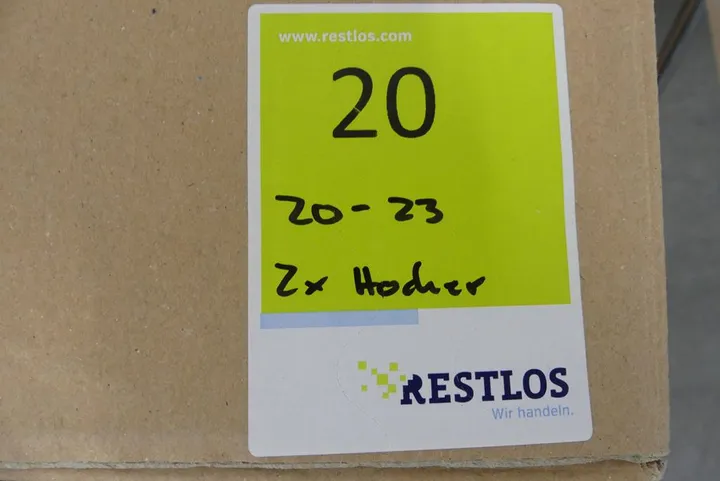 www.restlos.com
20
20-23
2x Hocker
RESTLOS
Wir handeln.